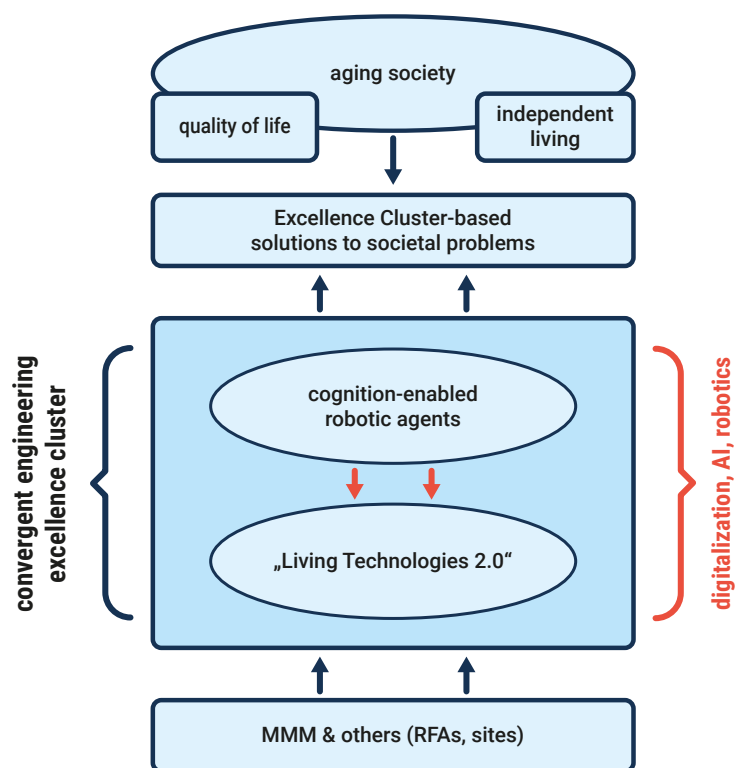 aging society
quality of life
independent
living
Excellence Cluster-based
solutions to societal problems
convergent engineering
excellence cluster
cognition-enabled
robotic agents
„Living Technologies 2.0“
digitalization, AI, robotics
MMM & others (RFAs, sites)